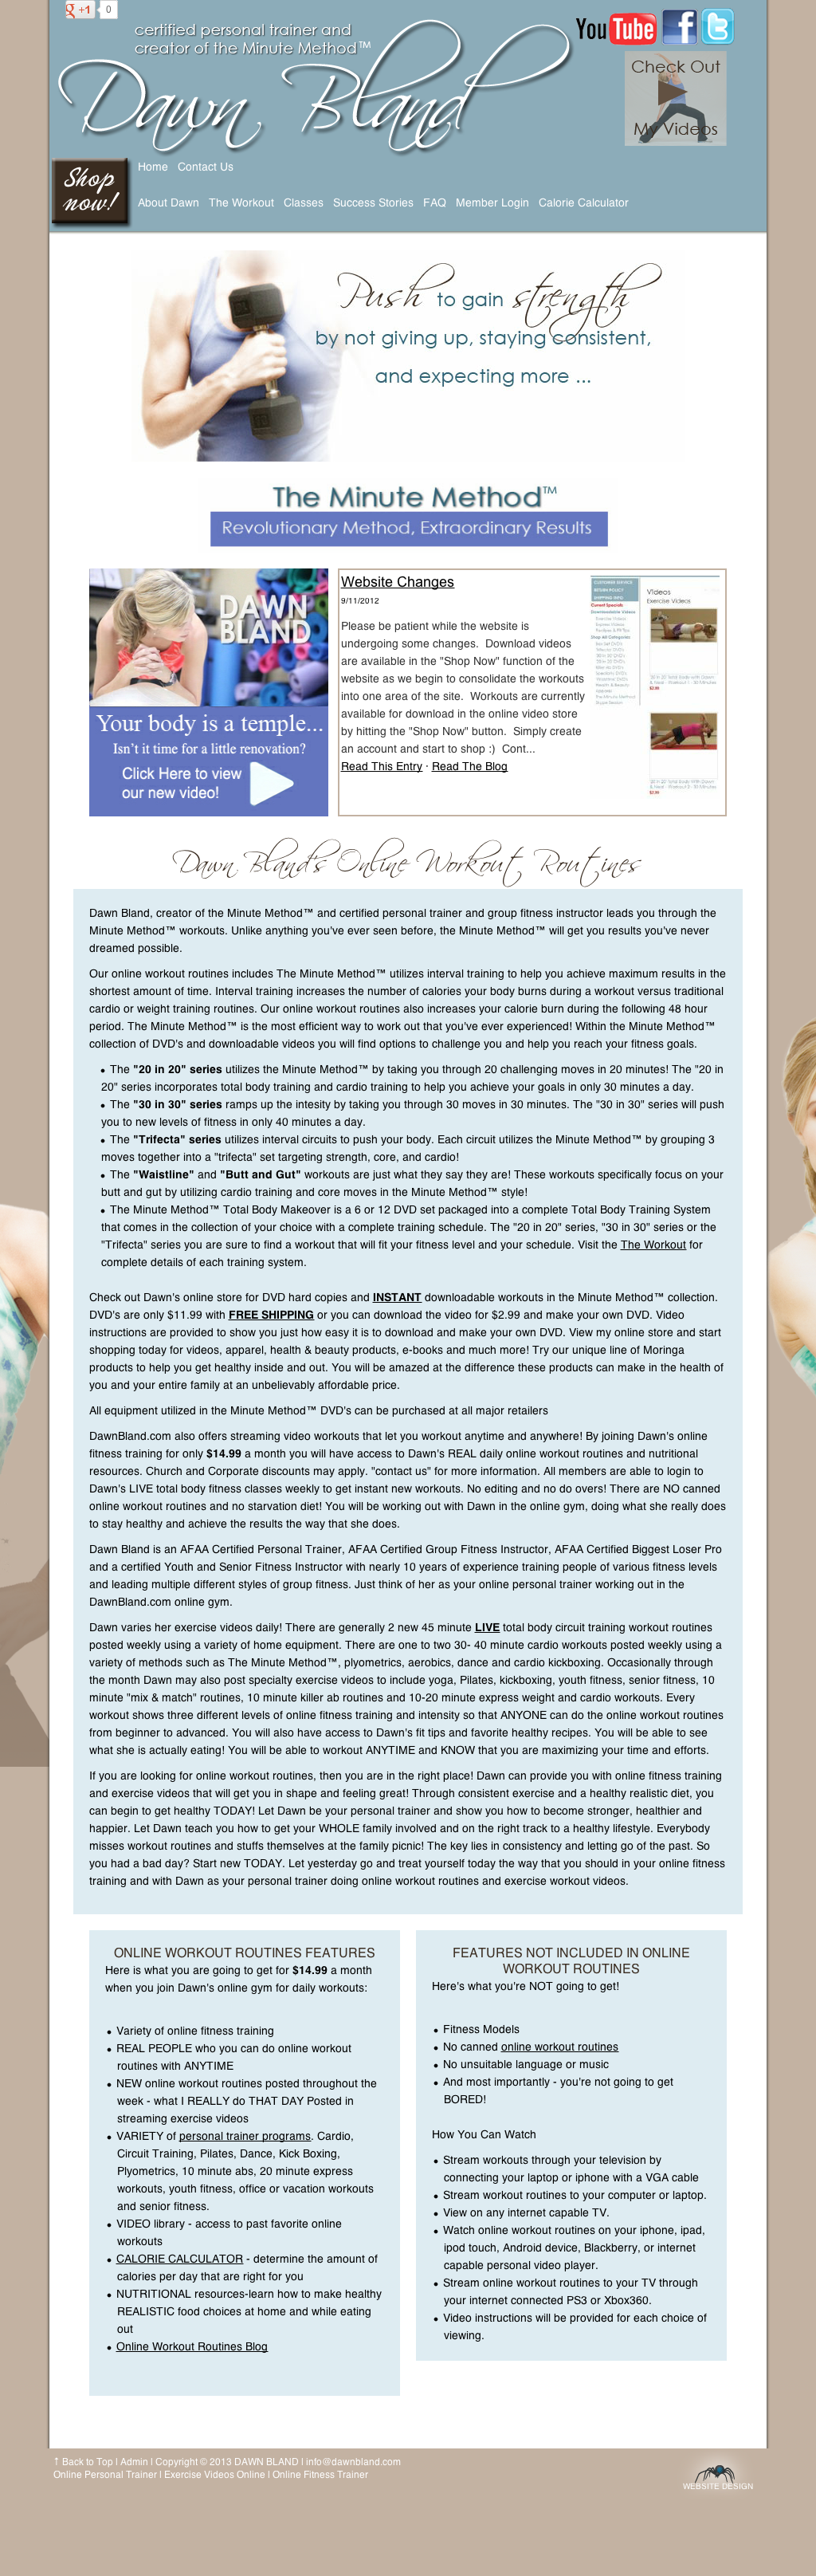 +1 0
certified personal trainer and
creator of the Minute Method™
Dawn Bland
YouTube
Check Out
My Videos
Shop
now!
Home Contact Us
About Dawn The Workout Classes Success Stories FAQ Member Login Calorie Calculator
Push to gain strength
by not giving up, staying consistent,
and expecting more ...
The Minute Method™
Revolutionary Method, Extraordinary Results
DAWN
BLAND
Your body is a temple...
Isn't it time for a little renovation?
Click Here to view
our new video!
Website Changes
9/11/2012
Please be patient while the website is
untergoing some changes. Download videos
are available in the "Shop Now" function of the
website as we begin to consolidate the workouts
into one area of the site. Workouts are currently
available for download in the online video store
by hitting the "Shop Now" button. Simply create
an account and start to shop :) Cont...
Read This Entry · Read The Blog
Videos
Exercise Videos
Dawn Bland's Online Workout Routines
Dawn Bland, creator of the Minute Method™ and certified personal trainer and group fitness instructor leads you through the
Minute Method™ workouts. Unlike anything you've ever seen before, the Minute Method™ will get you results you've never
dreamed possible.
Our online workout routines includes The Minute Method™ utilizes interval training to help you achieve maximum results in the
shortest amount of time. Interval training increases the number of calories your body burns during a workout versus traditional
cardio or weight training routines. Our online workout routines also increases your calorie burn during the following 48 hour
period. The Minute Method™ is the most efficient way to work out that you've ever experienced! Within the Minute Method™
collection of DVD's and downloadable videos you will find options to challenge you and help you reach your fitness goals.
• The "20 in 20" series utilizes the Minute Method™ by taking you through 20 challenging moves in 20 minutes! The "20 in
20" series incorporates total body training and cardio training to help you achieve your goals in only 30 minutes a day.
• The "30 in 30" series ramps up the intesity by taking you through 30 moves in 30 minutes. The "30 in 30" series will push
you to new levels of fitness in only 40 minutes a day.
• The "Trifecta" series utilizes interval circuits to push your body. Each circuit utilizes the Minute Method™ by grouping 3
moves together into a "trifecta" set targeting strength, core, and cardio!
• The "Waistline" and "Butt and Gut" workouts are just what they say they are! These workouts specifically focus on your
butt and gut by utilizing cardio training and core moves in the Minute Method™ style!
• The Minute Method™ Total Body Makeover is a 6 or 12 DVD set packaged into a complete Total Body Training System
that comes in the collection of your choice with a complete training schedule. The "20 in 20" series, "30 in 30" series or the
"Trifecta" series you are sure to find a workout that will fit your fitness level and your schedule. Visit the The Workout for
complete details of each training system.
Check out Dawn's online store for DVD hard copies and INSTANT downloadable workouts in the Minute Method™ collection.
DVD's are only $11.99 with FREE SHIPPING or you can download the video for $2.99 and make your own DVD. Video
instructions are provided to show you just how easy it is to download and make your own DVD. View my online store and start
shopping today for videos, apparel, health & beauty products, e-books and much more! Try our unique line of Moringa
products to help you get healthy inside and out. You will be amazed at the difference these products can make in the health of
you and your entire family at an unbelievably affordable price.
All equipment utilized in the Minute Method™ DVD's can be purchased at all major retailers
DawnBland.com also offers streaming video workouts that let you workout anytime and anywhere! By joining Dawn's online
fitness training for only $14.99 a month you will have access to Dawn's REAL daily online workout routines and nutritional
resources. Church and Corporate discounts may apply. "contact us" for more information. All members are able to login to
Dawn's LIVE total body fitness classes weekly to get instant new workouts. No editing and no do overs! There are NO canned
online workout routines and no starvation diet! You will be working out with Dawn in the online gym, doing what she really does
to stay healthy and achieve the results the way that she does.
Dawn Bland is an AFAA Certified Personal Trainer, AFAA Certified Group Fitness Instructor, AFAA Certified Biggest Loser Pro
and a certified Youth and Senior Fitness Instructor with nearly 10 years of experience training people of various fitness levels
and leading multiple different styles of group fitness. Just think of her as your online personal trainer working out in the
DawnBland.com online gym.
Dawn varies her exercise videos daily! There are generally 2 new 45 minute LIVE total body circuit training workout routines
posted weekly using a variety of home equipment. There are one to two 30- 40 minute cardio workouts posted weekly using a
variety of methods such as The Minute Method™, plyometrics, aerobics, dance and cardio kickboxing. Occasionally through
the month Dawn may also post specialty exercise videos to include yoga, Pilates, kickboxing, youth fitness, senior fitness, 10
minute "mix & match" routines, 10 minute killer ab routines and 10-20 minute express weight and cardio workouts. Every
workout shows three different levels of online fitness training and intensity so that ANYONE can do the online workout routines
from beginner to advanced. You will also have access to Dawn's fit tips and favorite healthy recipes. You will be able to see
what she is actually eating! You will be able to workout ANYTIME and KNOW that you are maximizing your time and efforts.
If you are looking for online workout routines, then you are in the right place! Dawn can provide you with online fitness training
and exercise videos that will get you in shape and feeling great! Through consistent exercise and a healthy realistic diet, you
can begin to get healthy TODAY! Let Dawn be your personal trainer and show you how to become stronger, healthier and
happier. Let Dawn teach you how to get your WHOLE family involved and on the right track to a healthy lifestyle. Everybody
misses workout routines and stuffs themselves at the family picnic! The key lies in consistency and letting go of the past. So
you had a bad day? Start new TODAY. Let yesterday go and treat yourself today the way that you should in your online fitness
training and with Dawn as your personal trainer doing online workout routines and exercise workout videos.
ONLINE WORKOUT ROUTINES FEATURES
Here is what you are going to get for $14.99 a month
when you join Dawn's online gym for daily workouts:
• Variety of online fitness training
• REAL PEOPLE who you can do online workout
routines with ANYTIME
• NEW online workout routines posted throughout the
week - what I REALLY do THAT DAY Posted in
streaming exercise videos
• VARIETY of personal trainer programs. Cardio,
Circuit Training, Pilates, Dance, Kick Boxing,
Plyometrics, 10 minute abs, 20 minute express
workouts, youth fitness, office or vacation workouts
and senior fitness.
• VIDEO library - access to past favorite online
workouts
• CALORIE CALCULATOR - determine the amount of
calories per day that are right for you
• NUTRITIONAL resources-learn how to make healthy
REALISTIC food choices at home and while eating
out
• Online Workout Routines Blog
FEATURES NOT INCLUDED IN ONLINE
WORKOUT ROUTINES
Here's what you're NOT going to get!
• Fitness Models
• No canned online workout routines
• No unsuitable language or music
• And most importantly - you're not going to get
BORED!
How You Can Watch
• Stream workouts through your television by
connecting your laptop or iphone with a VGA cable
• Stream workout routines to your computer or laptop.
• View on any internet capable TV.
• Watch online workout routines on your iphone, ipad,
ipod touch, Android device, Blackberry, or internet
capable personal video player.
• Stream online workout routines to your TV through
your internet connected PS3 or Xbox360.
• Video instructions will be provided for each choice of
viewing.
↑ Back to Top | Admin | Copyright © 2013 DAWN BLAND | info@dawnbland.com
Online Personal Trainer | Exercise Videos Online | Online Fitness Trainer
WEBSITE DESIGN